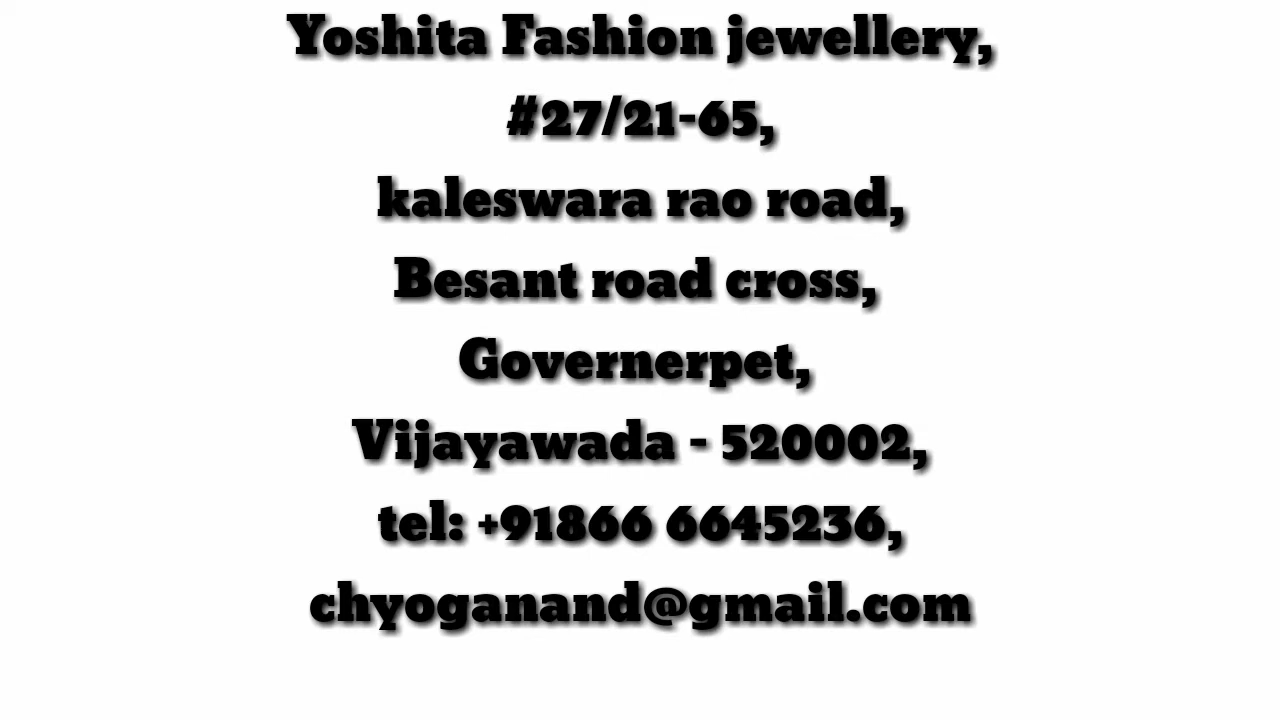 Yoshita Fashion jewellery,
#27/21-65,
kaleswara rao road,
Besant road cross,
Governerpet,
Vijayawada - 520002,
tel: +91866 6645236,
chyoganand@gmail.com